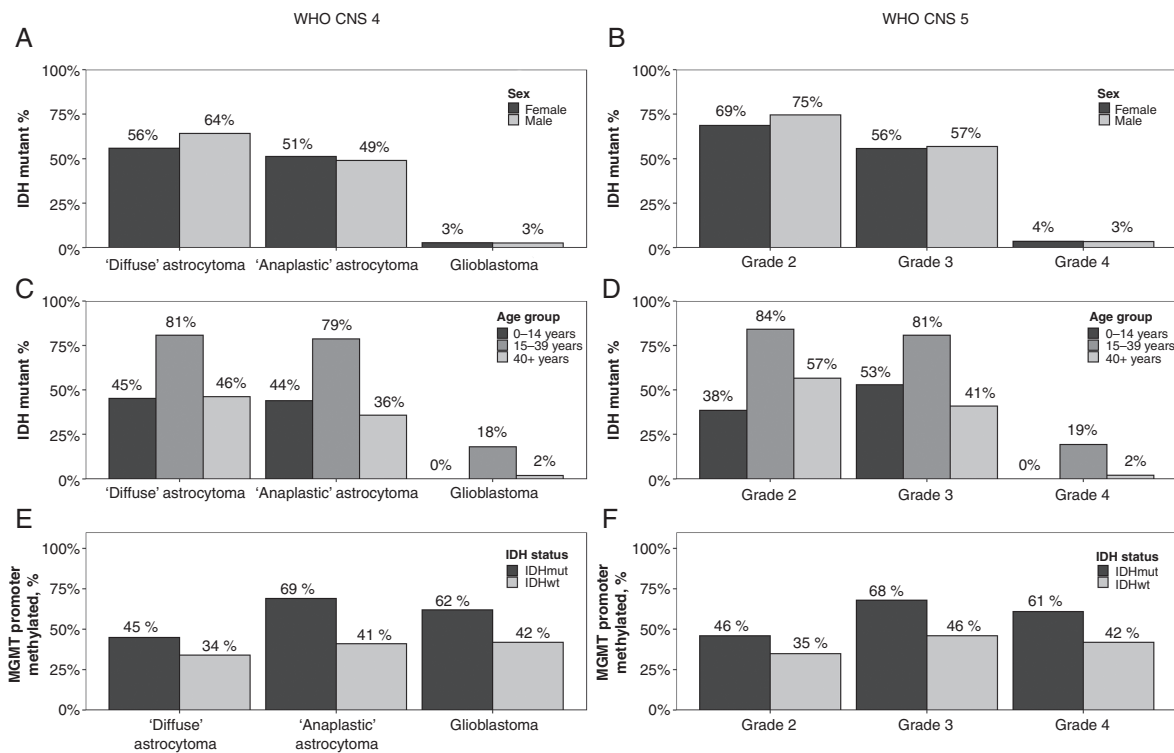 WHO CNS 4
WHO CNS 5
A
100%
75%
50%
25%
0%
IDH mutant %
Sex
Female
Male
56%
64%
51%
49%
3%
3%
'Diffuse' astrocytoma
'Anaplastic' astrocytoma
Glioblastoma
B
100%
75%
50%
25%
0%
IDH mutant %
Sex
Female
Male
69%
75%
56%
57%
4%
3%
Grade 2
Grade 3
Grade 4
C
100%
75%
50%
25%
0%
IDH mutant %
Age group
0–14 years
15–39 years
40+ years
45%
81%
46%
44%
79%
36%
0%
18%
2%
'Diffuse' astrocytoma
'Anaplastic' astrocytoma
Glioblastoma
D
100%
75%
50%
25%
0%
IDH mutant %
Age group
0–14 years
15–39 years
40+ years
38%
84%
57%
53%
81%
41%
0%
19%
2%
Grade 2
Grade 3
Grade 4
E
100%
75%
50%
25%
0%
MGMT promoter
methylated, %
IDH status
IDHmut
IDHwt
45 %
34 %
69 %
41 %
62 %
42 %
'Diffuse'
astrocytoma
'Anaplastic'
astrocytoma
Glioblastoma
F
100%
75%
50%
25%
0%
MGMT promoter
methylated, %
IDH status
IDHmut
IDHwt
46 %
35 %
68 %
46 %
61 %
42 %
Grade 2
Grade 3
Grade 4